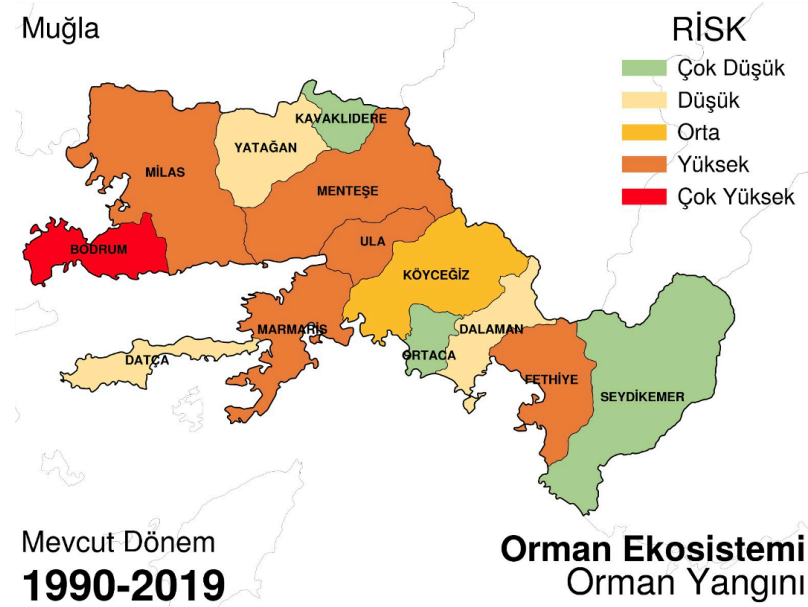 Muğla
RİSK
Çok Düşük
Düşük
Orta
Yüksek
Çok Yüksek
KAVAKLIDERE
YATAĞAN
MİLAS
MENTEŞE
ULA
BODRUM
KÖYCEĞİZ
MARMARİS
DALAMAN
ORTACA
DATÇA
FETHİYE
SEYDİKEMER
Mevcut Dönem
1990-2019
Orman Ekosistemi
Orman Yangını